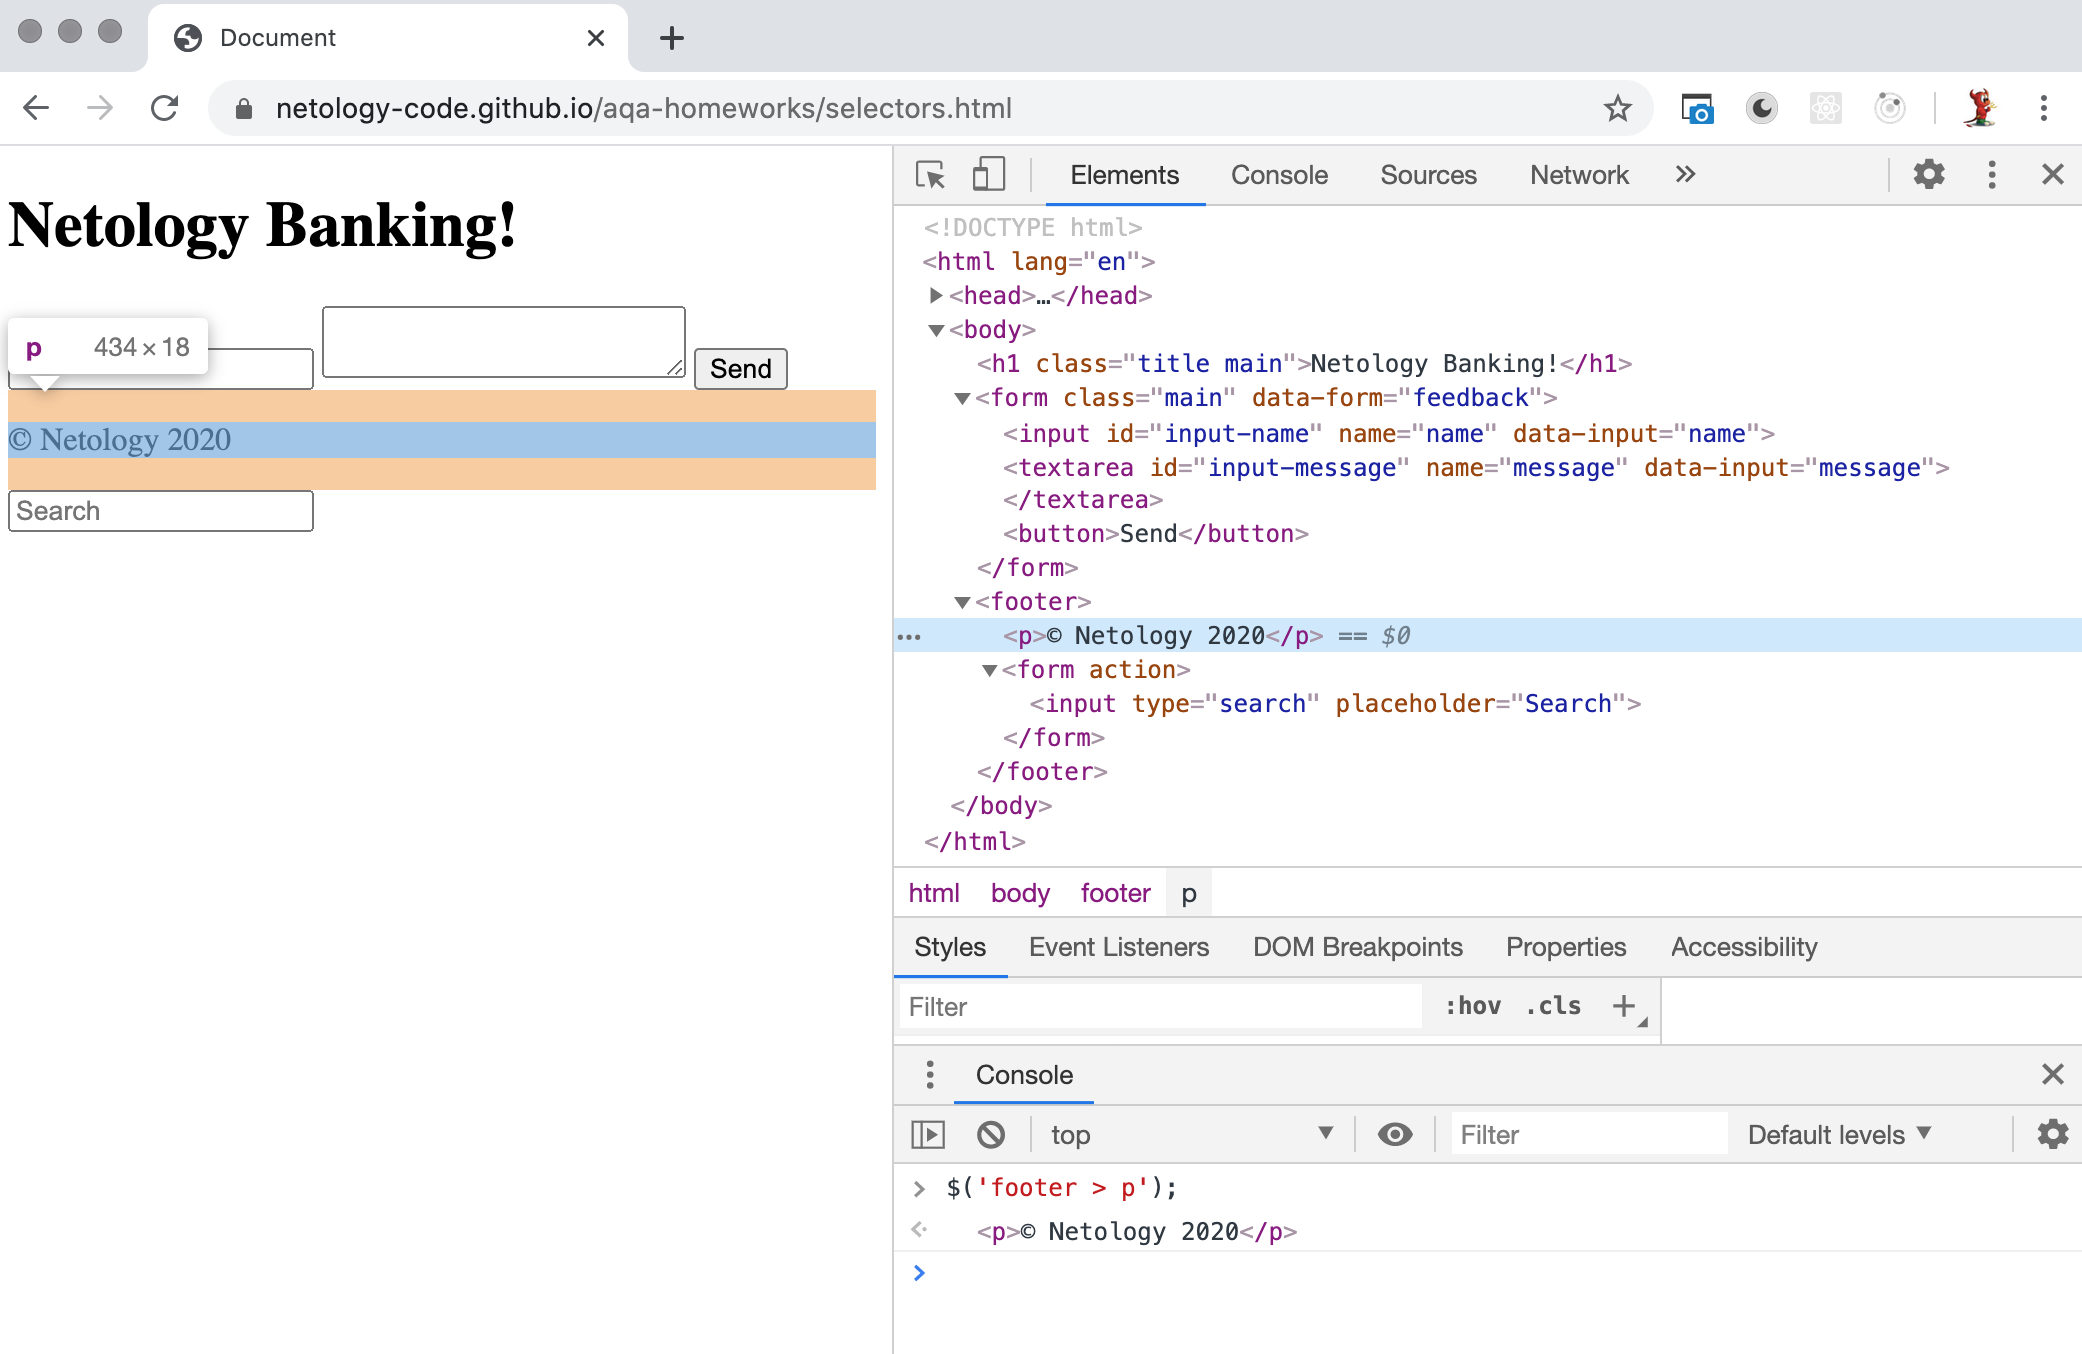 Document
netology-code.github.io/aqa-homeworks/selectors.html
Netology Banking!
p 434×18
Send
© Netology 2020
Search
Elements Console Sources Network »
<!DOCTYPE html>
<html lang="en">
<head>…</head>
<body>
<h1 class="title main">Netology Banking!</h1>
<form class="main" data-form="feedback">
<input id="input-name" name="name" data-input="name">
<textarea id="input-message" name="message" data-input="message">
</textarea>
<button>Send</button>
</form>
<footer>
<p>© Netology 2020</p> == $0
<form action>
<input type="search" placeholder="Search">
</form>
</footer>
</body>
</html>
html body footer p
Styles Event Listeners DOM Breakpoints Properties Accessibility
Filter :hov .cls +
Console
top Filter Default levels
> $('footer > p');
<p>© Netology 2020</p>
>